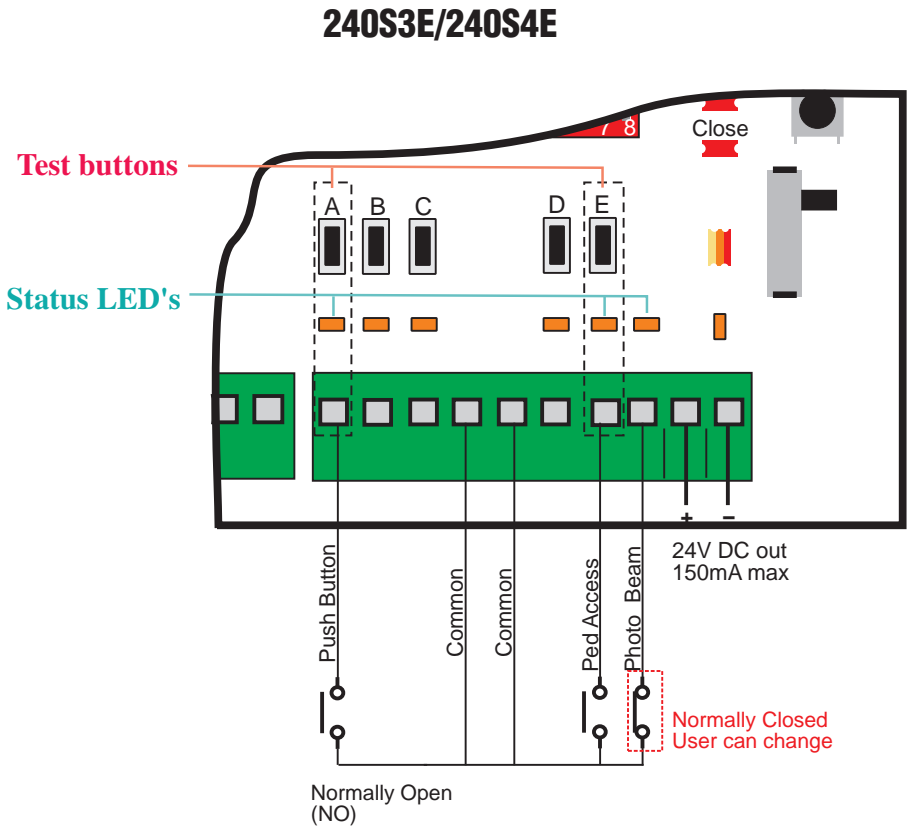 240S3E/240S4E
7 8
Close
Test buttons
A B C D E
Status LED's
+ −
24V DC out
150mA max
Push Button
Common
Common
Ped Access
Photo Beam
Normally Closed
User can change
Normally Open
(NO)